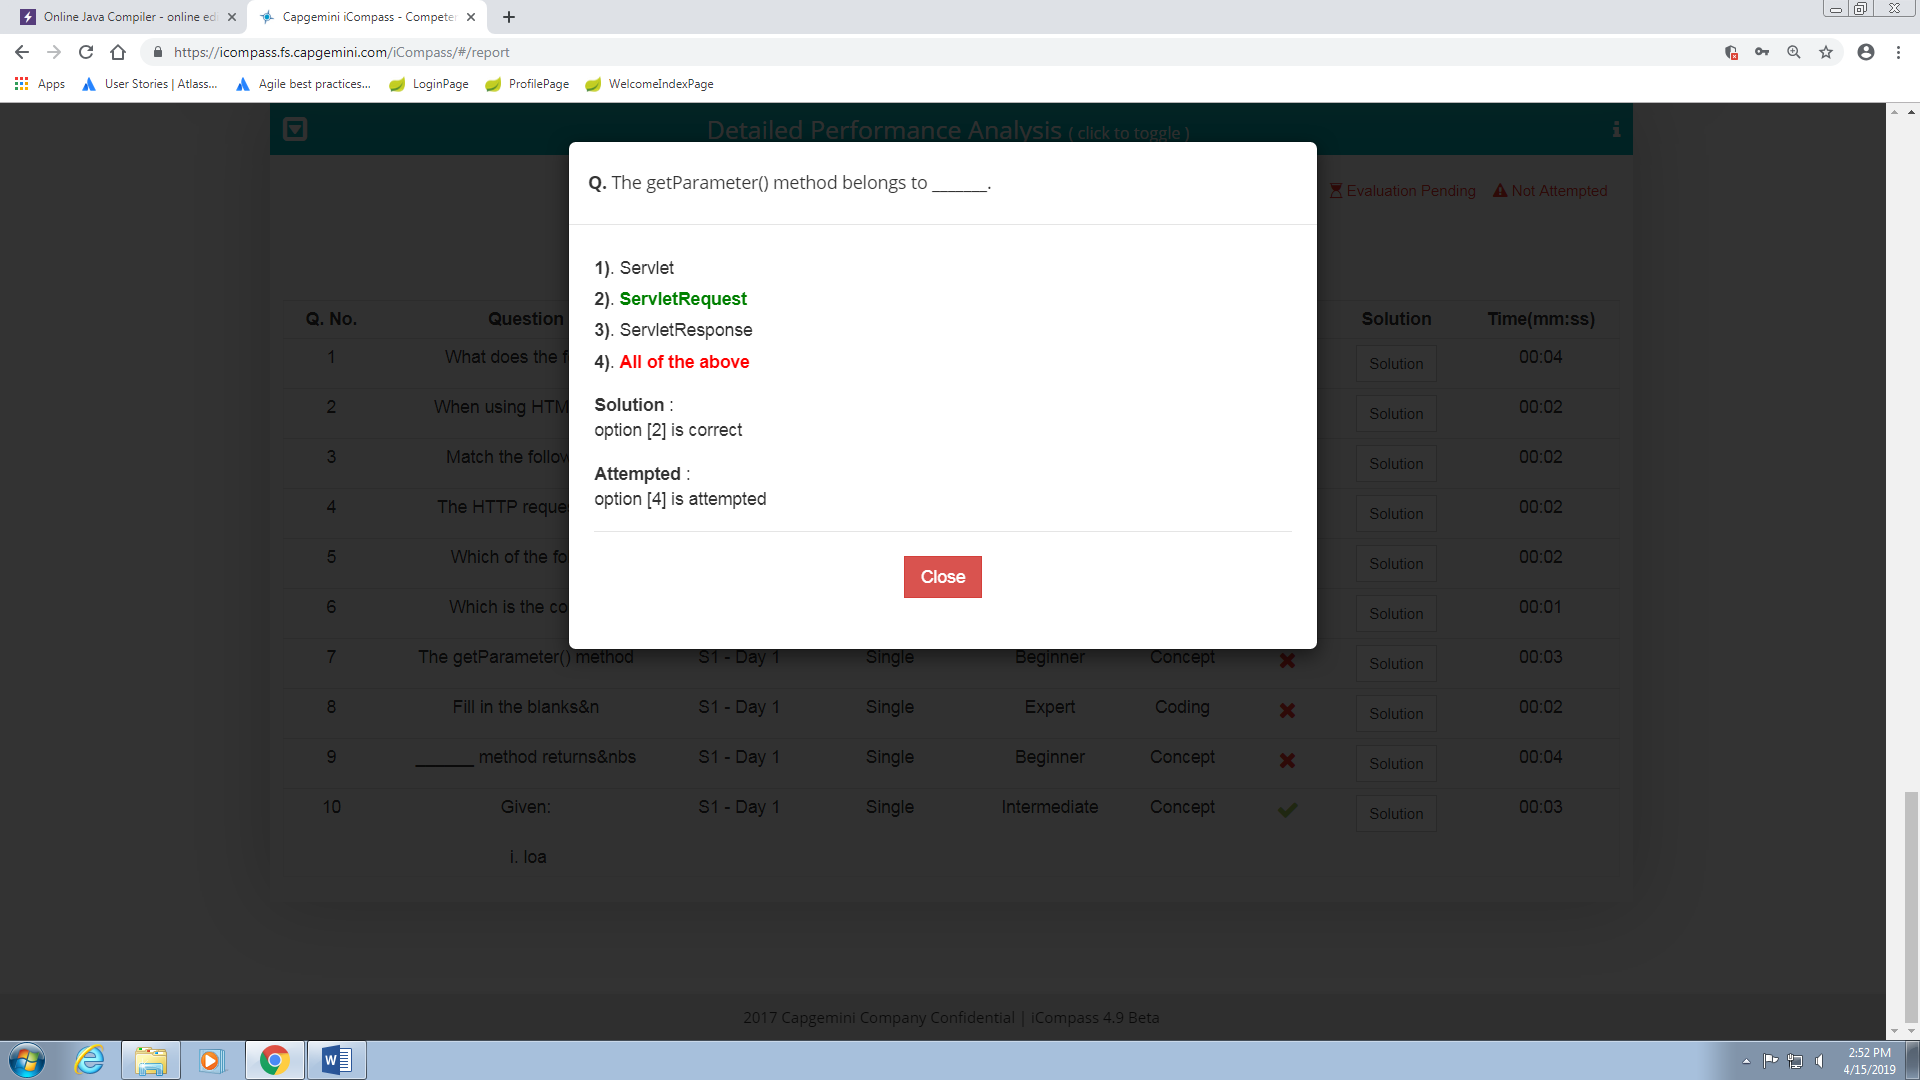 Online Java Compiler - online ed
Capgemini iCompass - Compete
https://icompass.fs.capgemini.com/iCompass/#/report
Apps
User Stories | Atlass...
Agile best practices...
LoginPage
ProfilePage
WelcomeIndexPage
Detailed Performance Analysis ( click to toggle )
Q. The getParameter() method belongs to _______.
Evaluation Pending
Not Attempted
1). Servlet
2). ServletRequest
3). ServletResponse
4). All of the above
Solution :
option [2] is correct
Attempted :
option [4] is attempted
Close
Q. No. Question Solution Time(mm:ss)
1 What does the f Solution 00:04
2 When using HTM Solution 00:02
3 Match the follow Solution 00:02
4 The HTTP reque Solution 00:02
5 Which of the fo Solution 00:02
6 Which is the co Solution 00:01
7 The getParameter() method S1 - Day 1 Single Beginner Concept Solution 00:03
8 Fill in the blanks&n S1 - Day 1 Single Expert Coding Solution 00:02
9 ______ method returns&nbs S1 - Day 1 Single Beginner Concept Solution 00:04
10 Given: S1 - Day 1 Single Intermediate Concept Solution 00:03
i. loa
2017 Capgemini Company Confidential | iCompass 4.9 Beta
2:52 PM
4/15/2019